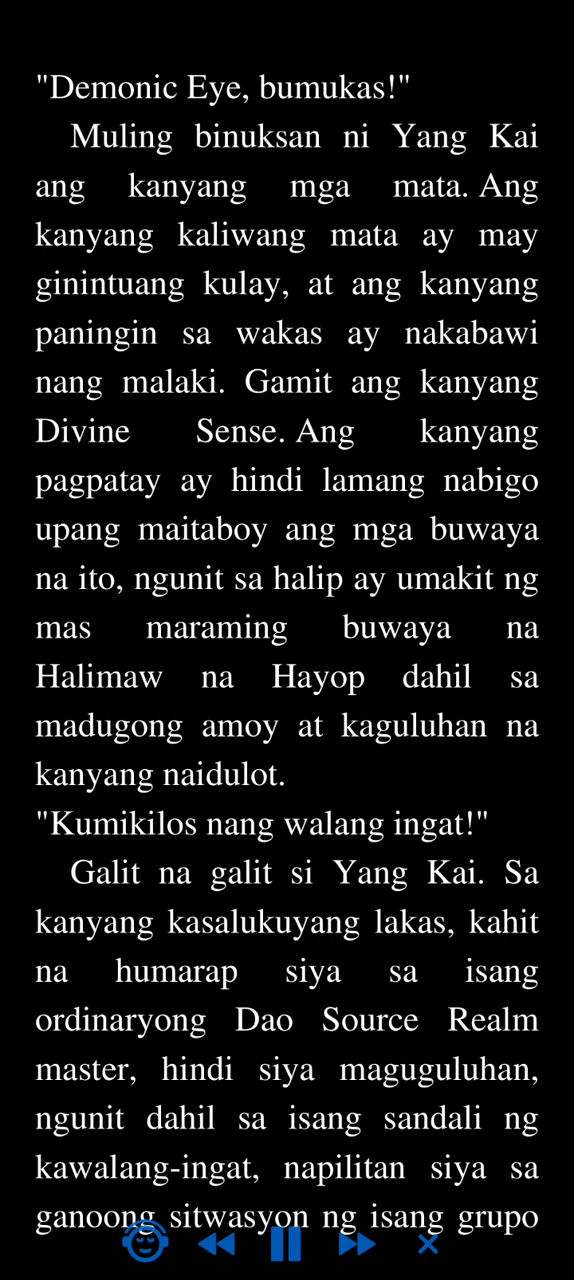 "Demonic Eye, bumukas!"
Muling binuksan ni Yang Kai
ang kanyang mga mata. Ang
kanyang kaliwang mata ay may
ginintuang kulay, at ang kanyang
paningin sa wakas ay nakabawi
nang malaki. Gamit ang kanyang
Divine Sense. Ang kanyang
pagpatay ay hindi lamang nabigo
upang maitaboy ang mga buwaya
na ito, ngunit sa halip ay umakit ng
mas maraming buwaya na
Halimaw na Hayop dahil sa
madugong amoy at kaguluhan na
kanyang naidulot.
"Kumikilos nang walang ingat!"
Galit na galit si Yang Kai. Sa
kanyang kasalukuyang lakas, kahit
na humarap siya sa isang
ordinaryong Dao Source Realm
master, hindi siya maguguluhan,
ngunit dahil sa isang sandali ng
kawalang-ingat, napilitan siya sa
ganoong sitwasyon ng isang grupo